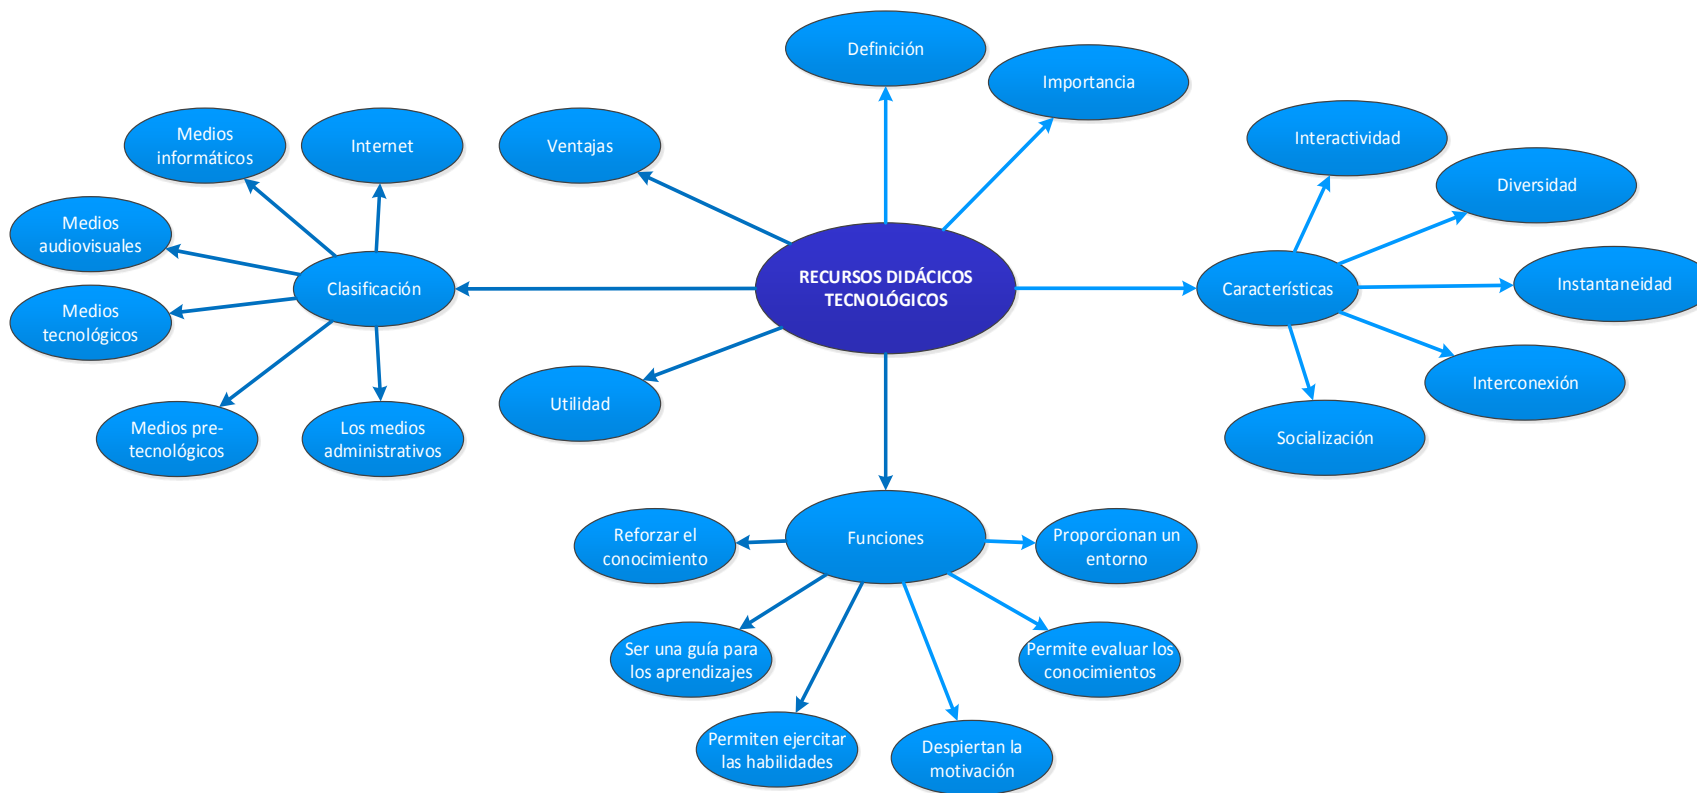 Definición
Importancia
Ventajas
Internet
Medios
informáticos
Medios
audiovisuales
Clasificación
Medios
tecnológicos
Medios pre-
tecnológicos
Los medios
administrativos
RECURSOS DIDÁCICOS
TECNOLÓGICOS
Utilidad
Interactividad
Diversidad
Características
Instantaneidad
Interconexión
Socialización
Funciones
Reforzar el
conocimiento
Proporcionan un
entorno
Ser una guía para
los aprendizajes
Permite evaluar los
conocimientos
Permiten ejercitar
las habilidades
Despiertan la
motivación